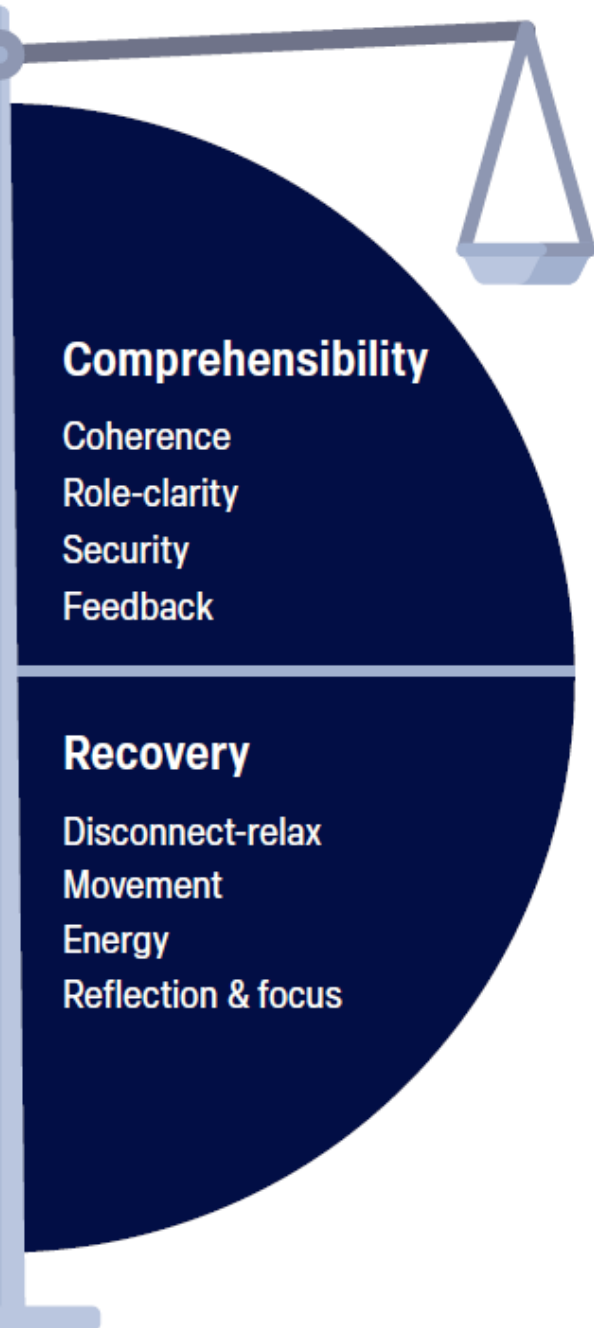 Comprehensibility
Coherence
Role-clarity
Security
Feedback
Recovery
Disconnect-relax
Movement
Energy
Reflection & focus